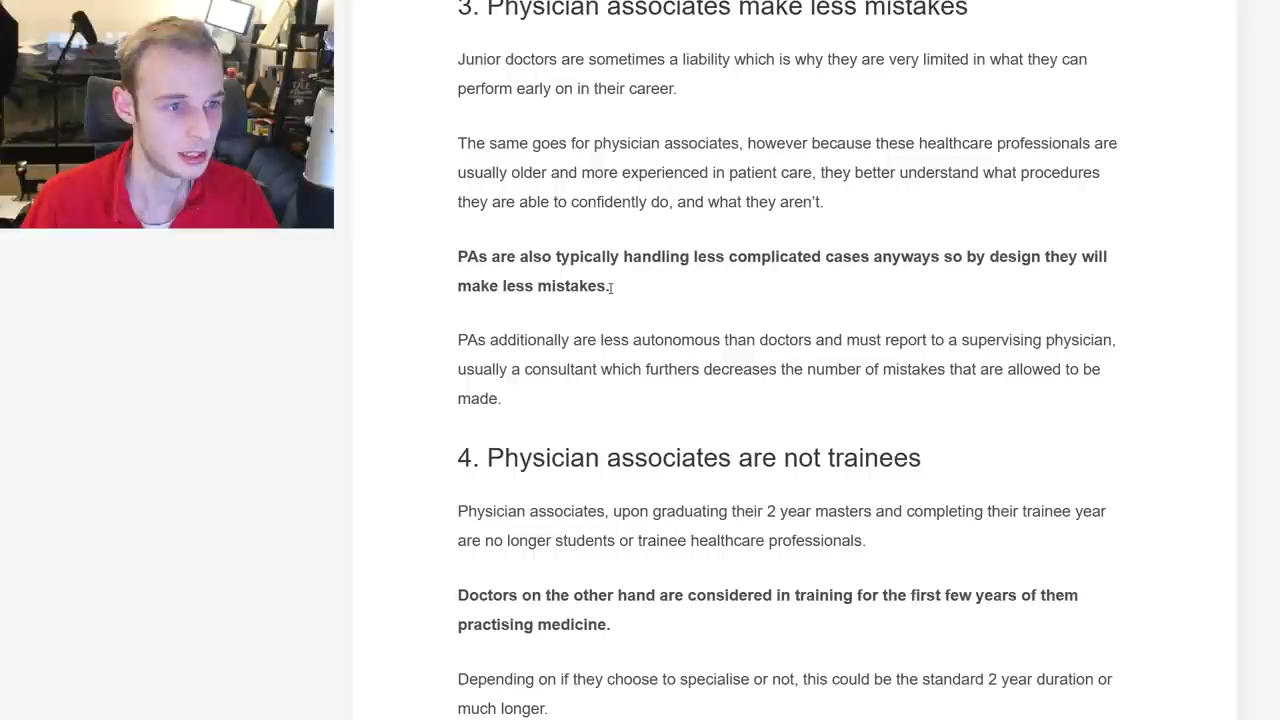 3. Physician associates make less mistakes
Junior doctors are sometimes a liability which is why they are very limited in what they can
perform early on in their career.
The same goes for physician associates, however because these healthcare professionals are
usually older and more experienced in patient care, they better understand what procedures
they are able to confidently do, and what they aren’t.
PAs are also typically handling less complicated cases anyways so by design they will
make less mistakes.
PAs additionally are less autonomous than doctors and must report to a supervising physician,
usually a consultant which furthers decreases the number of mistakes that are allowed to be
made.
4. Physician associates are not trainees
Physician associates, upon graduating their 2 year masters and completing their trainee year
are no longer students or trainee healthcare professionals.
Doctors on the other hand are considered in training for the first few years of them
practising medicine.
Depending on if they choose to specialise or not, this could be the standard 2 year duration or
much longer.